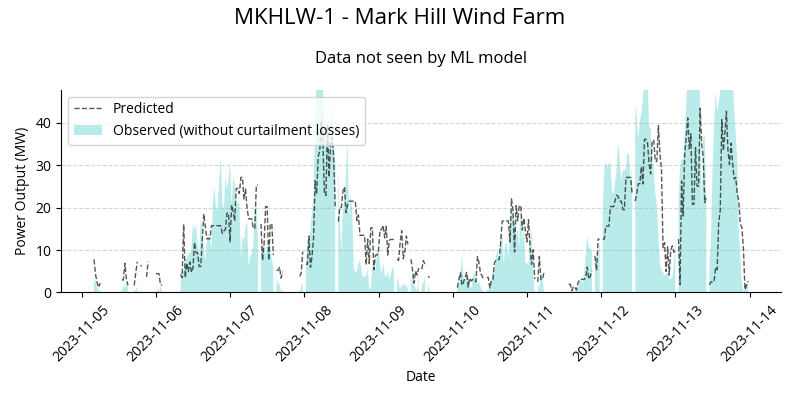 MKHLW-1 - Mark Hill Wind Farm
Data not seen by ML model
Predicted
Observed (without curtailment losses)
Power Output (MW)
40
30
20
10
0
2023-11-05
2023-11-06
2023-11-07
2023-11-08
2023-11-09
2023-11-10
2023-11-11
2023-11-12
2023-11-13
2023-11-14
Date